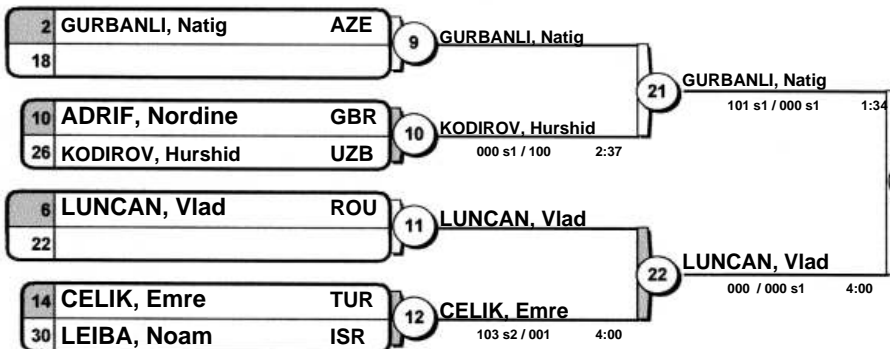 2 GURBANLI, Natig AZE
18
9
GURBANLI, Natig
10 ADRIF, Nordine GBR
26 KODIROV, Hurshid UZB
10
KODIROV, Hurshid
000 s1 / 100 2:37
21
GURBANLI, Natig
101 s1 / 000 s1 1:34
6 LUNCAN, Vlad ROU
22
11
LUNCAN, Vlad
14 CELIK, Emre TUR
30 LEIBA, Noam ISR
12
CELIK, Emre
103 s2 / 001 4:00
22
LUNCAN, Vlad
000 / 000 s1 4:00